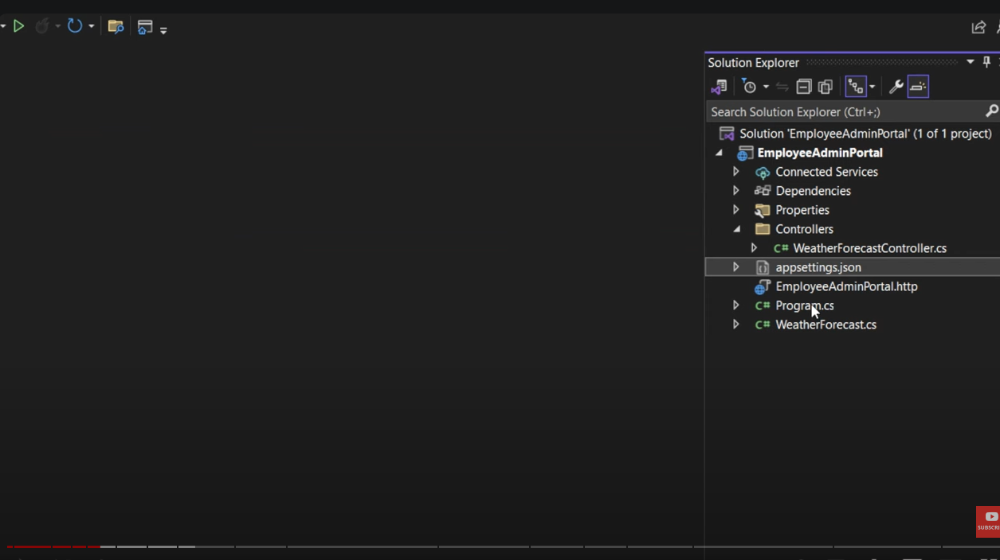 Solution Explorer
Search Solution Explorer (Ctrl+;)
Solution 'EmployeeAdminPortal' (1 of 1 project)
EmployeeAdminPortal
Connected Services
Dependencies
Properties
Controllers
C# WeatherForecastController.cs
appsettings.json
EmployeeAdminPortal.http
C# Program.cs
C# WeatherForecast.cs